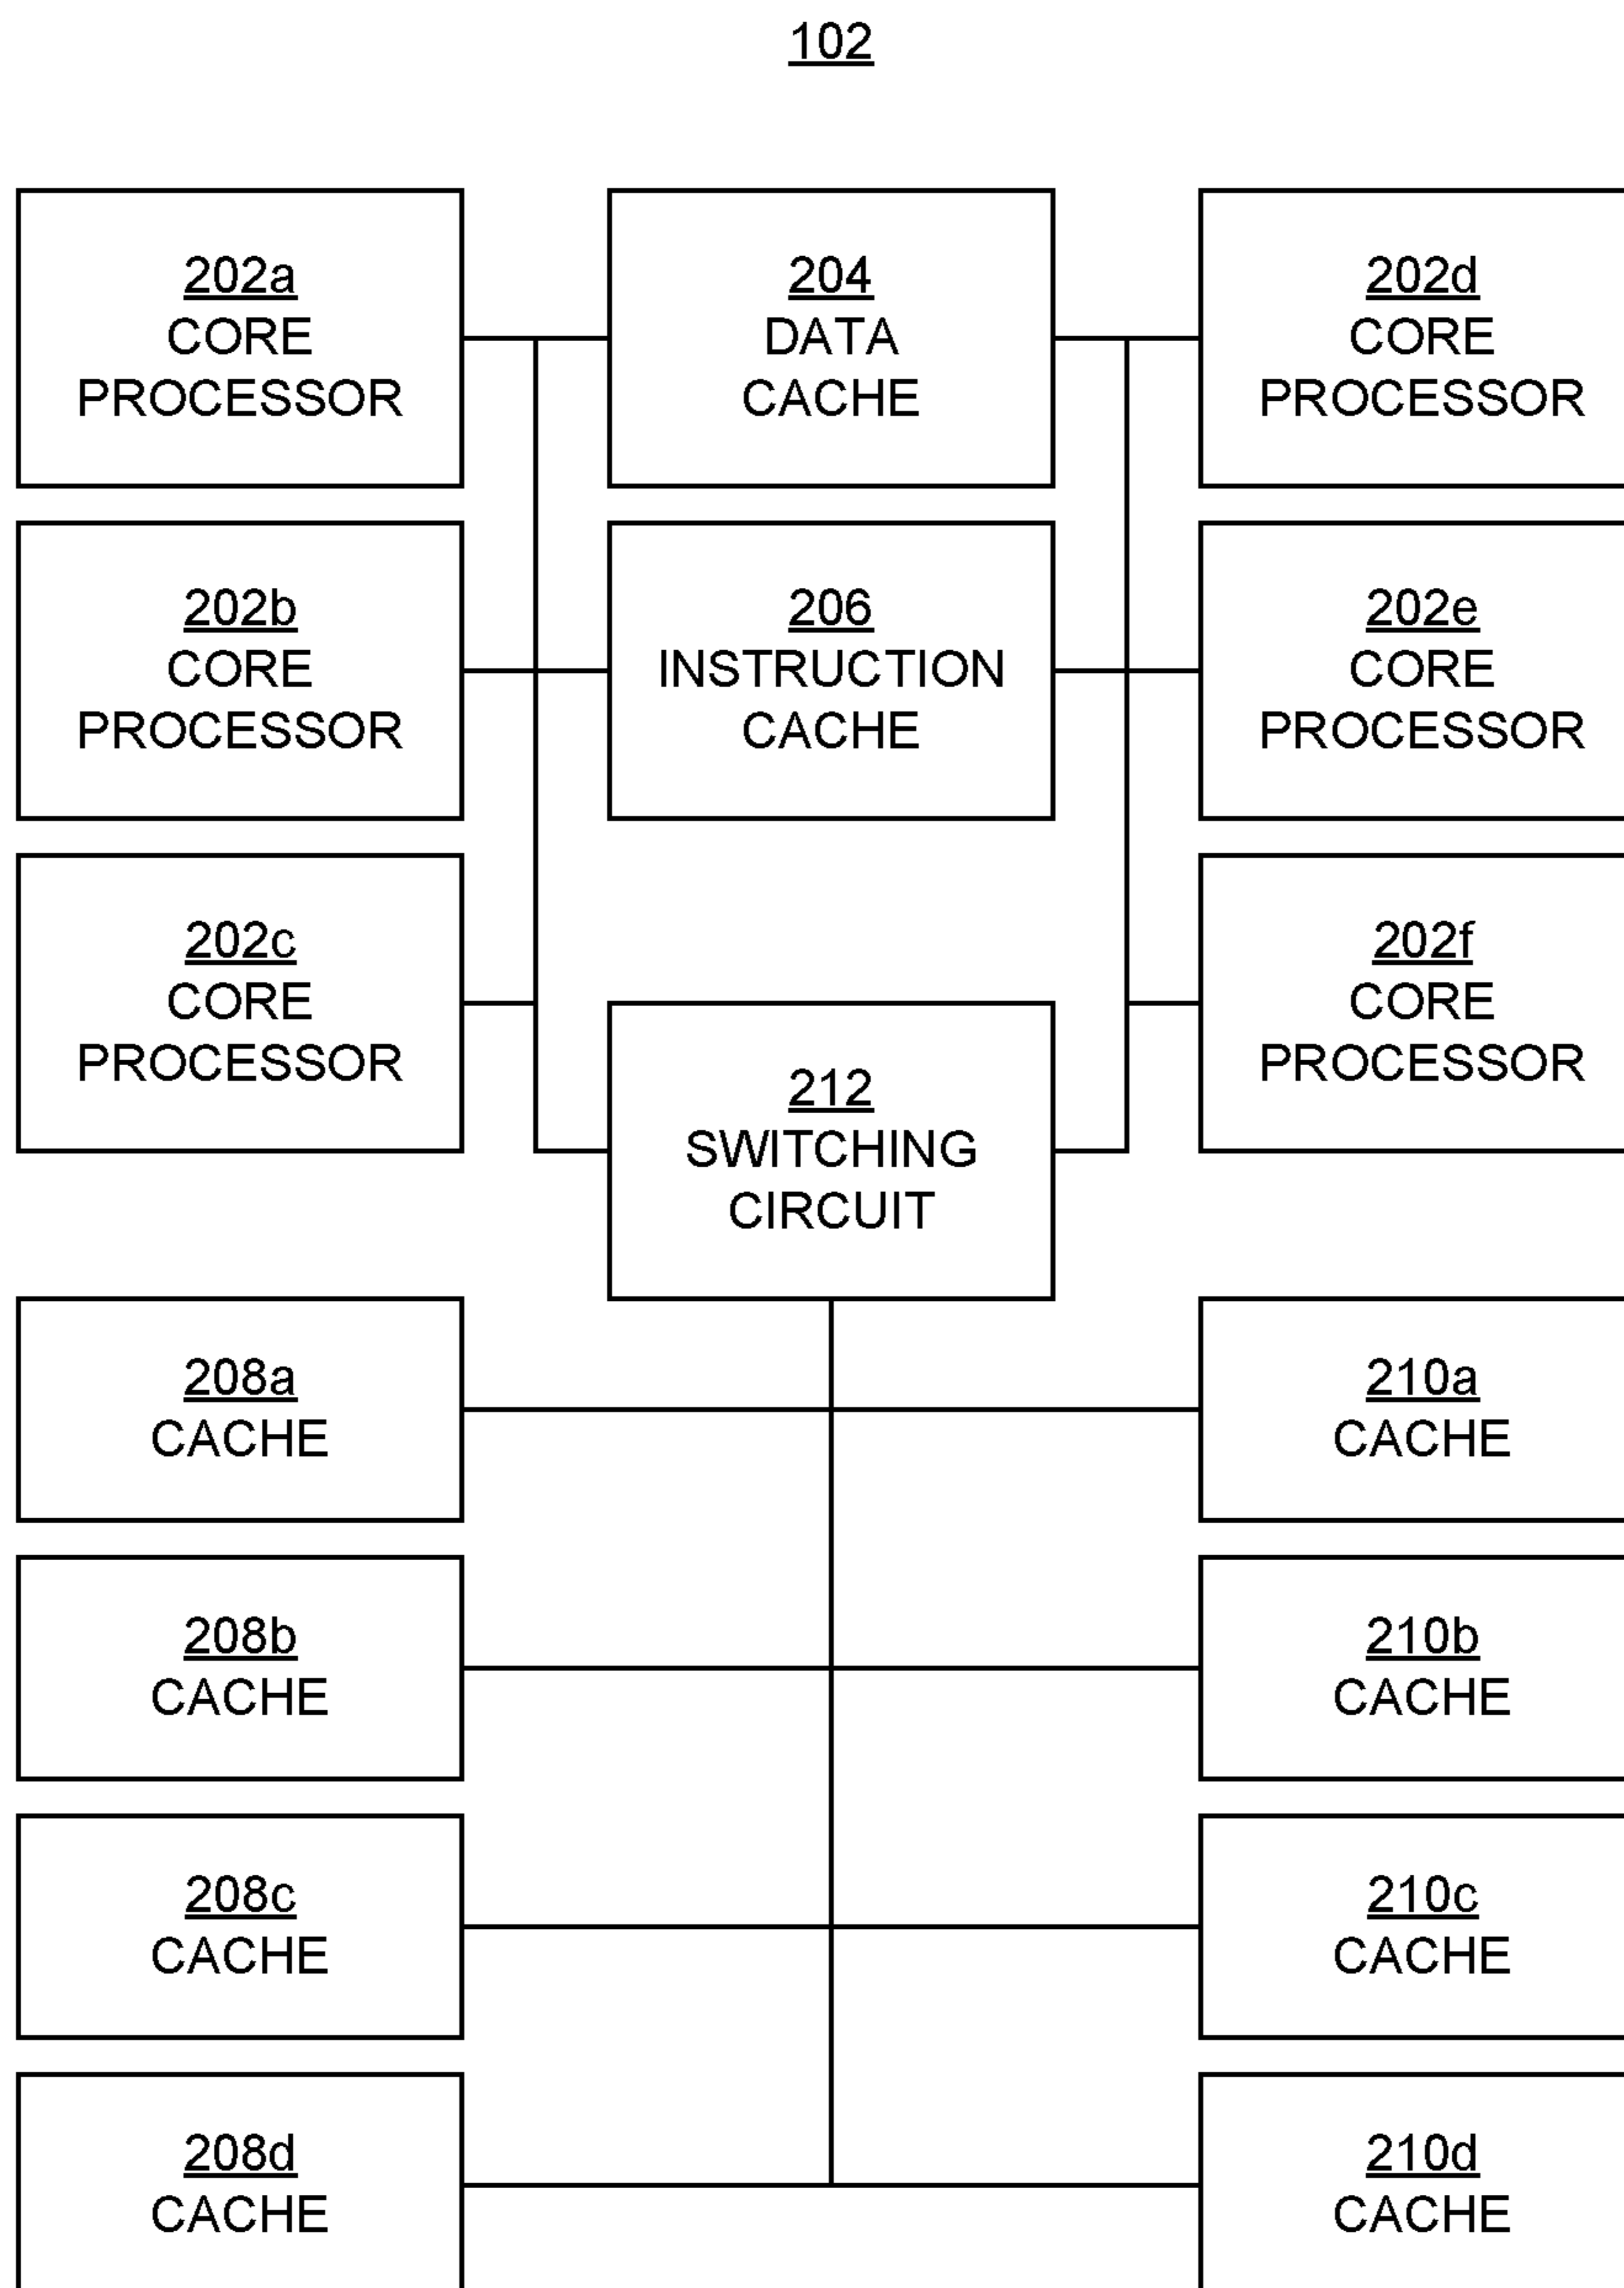 102
202a
CORE
PROCESSOR
204
DATA
CACHE
202d
CORE
PROCESSOR
202b
CORE
PROCESSOR
206
INSTRUCTION
CACHE
202e
CORE
PROCESSOR
202c
CORE
PROCESSOR
202f
CORE
PROCESSOR
212
SWITCHING
CIRCUIT
208a
CACHE
210a
CACHE
208b
CACHE
210b
CACHE
208c
CACHE
210c
CACHE
208d
CACHE
210d
CACHE